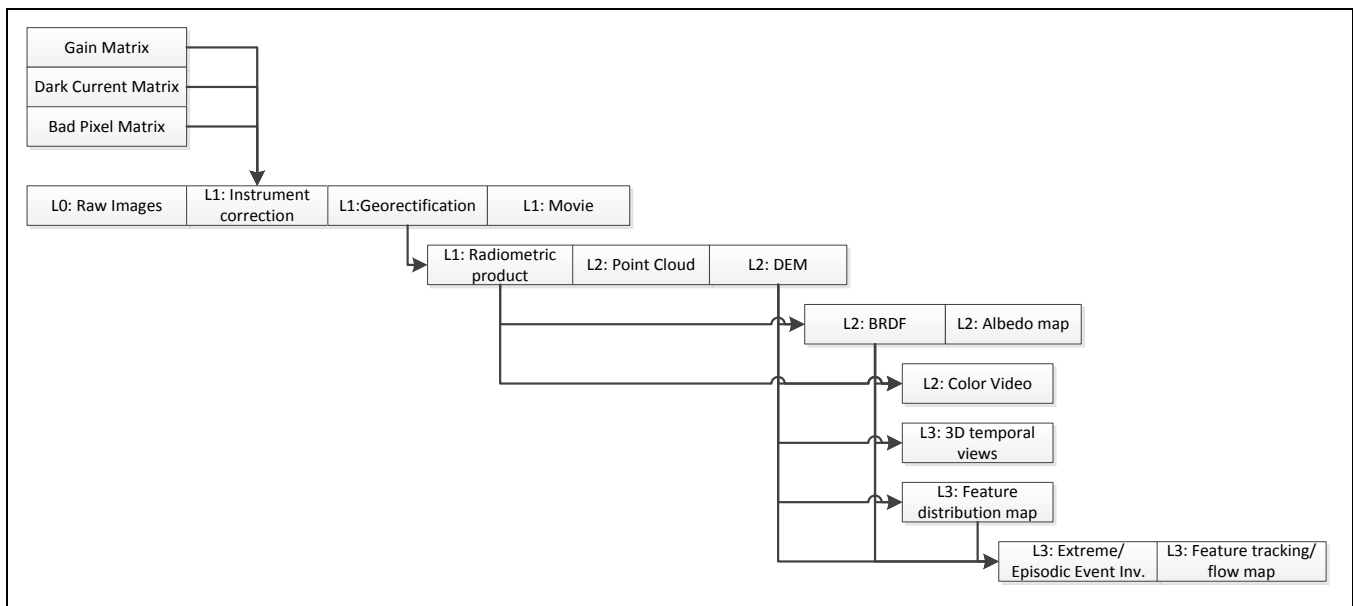 Gain Matrix
Dark Current Matrix
Bad Pixel Matrix
L0: Raw Images
L1: Instrument
correction
L1:Georectification
L1: Movie
L1: Radiometric
product
L2: Point Cloud
L2: DEM
L2: BRDF
L2: Albedo map
L2: Color Video
L3: 3D temporal
views
L3: Feature
distribution map
L3: Extreme/
Episodic Event Inv.
L3: Feature tracking/
flow map